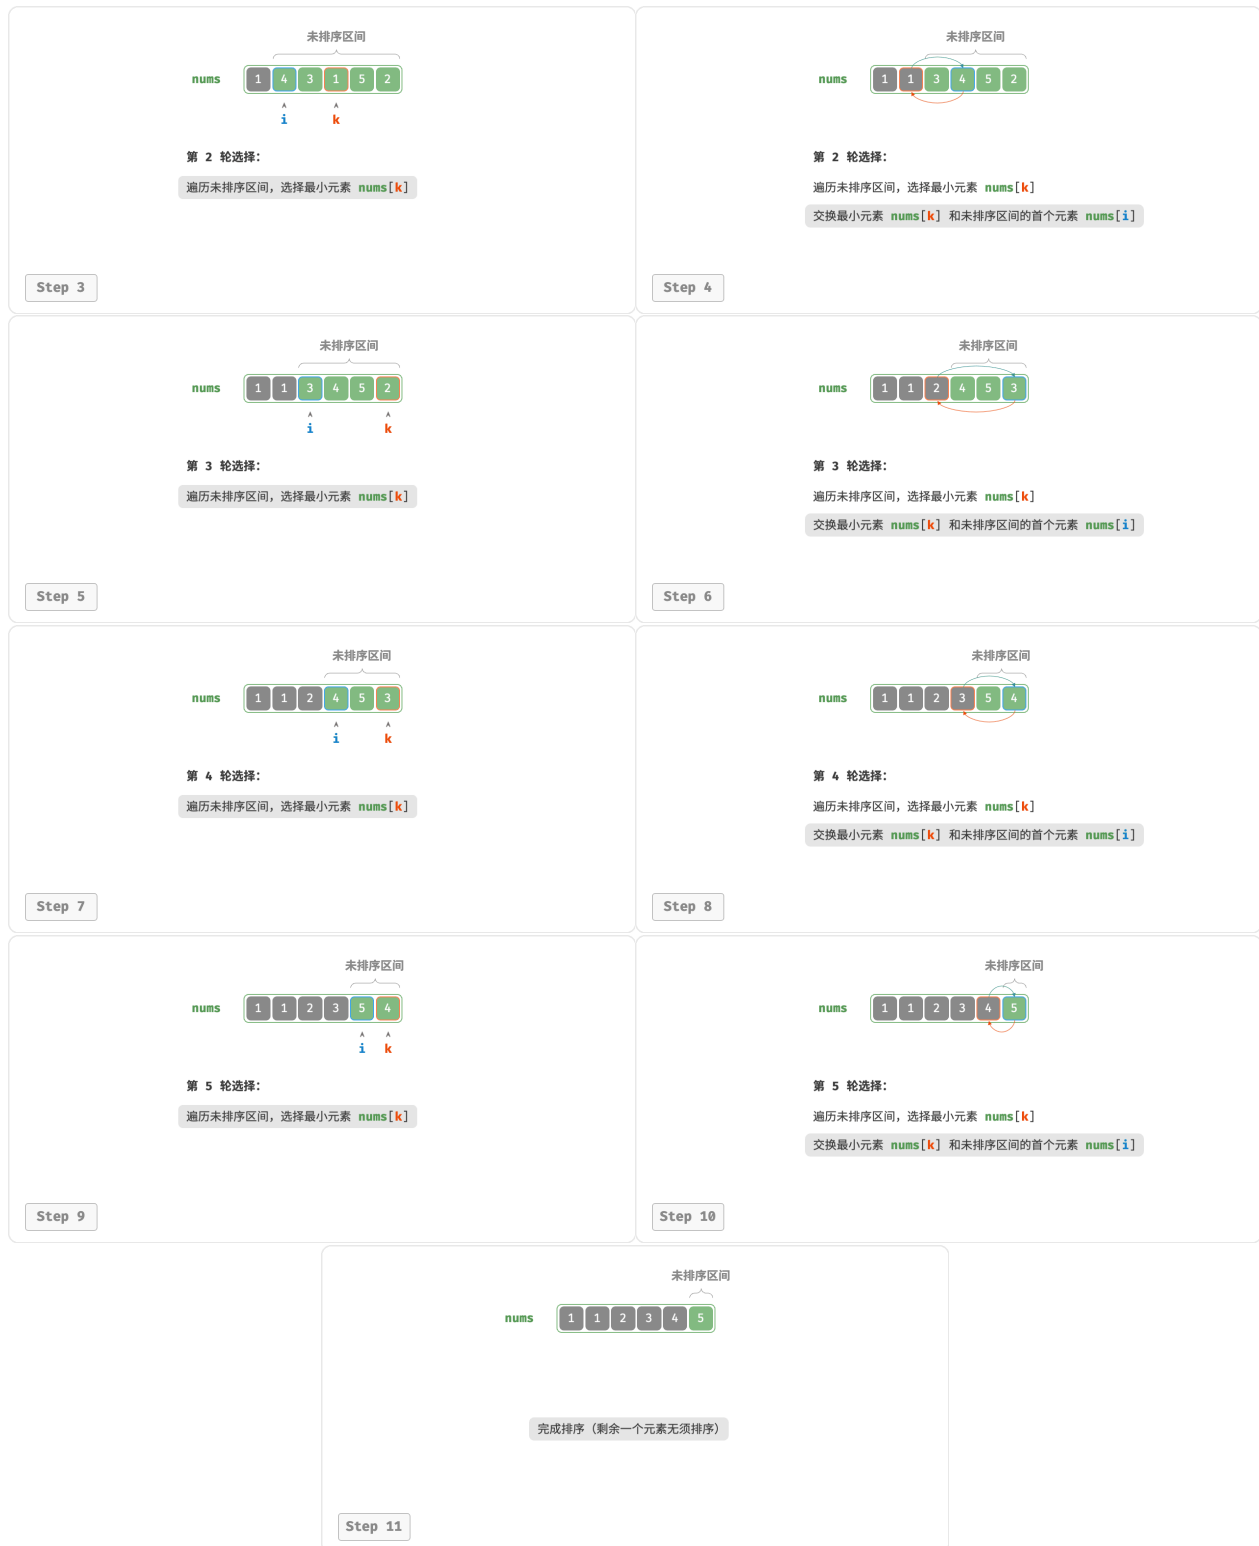 未排序区间
nums 1 4 3 1 5 2
i k
第 2 轮选择：
遍历未排序区间，选择最小元素 nums[k]
Step 3
未排序区间
nums 1 1 3 4 5 2
第 2 轮选择：
遍历未排序区间，选择最小元素 nums[k]
交换最小元素 nums[k] 和未排序区间的首个元素 nums[i]
Step 4
未排序区间
nums 1 1 3 4 5 2
i k
第 3 轮选择：
遍历未排序区间，选择最小元素 nums[k]
Step 5
未排序区间
nums 1 1 2 4 5 3
第 3 轮选择：
遍历未排序区间，选择最小元素 nums[k]
交换最小元素 nums[k] 和未排序区间的首个元素 nums[i]
Step 6
未排序区间
nums 1 1 2 4 5 3
i k
第 4 轮选择：
遍历未排序区间，选择最小元素 nums[k]
Step 7
未排序区间
nums 1 1 2 3 5 4
第 4 轮选择：
遍历未排序区间，选择最小元素 nums[k]
交换最小元素 nums[k] 和未排序区间的首个元素 nums[i]
Step 8
未排序区间
nums 1 1 2 3 5 4
i k
第 5 轮选择：
遍历未排序区间，选择最小元素 nums[k]
Step 9
未排序区间
nums 1 1 2 3 4 5
第 5 轮选择：
遍历未排序区间，选择最小元素 nums[k]
交换最小元素 nums[k] 和未排序区间的首个元素 nums[i]
Step 10
未排序区间
nums 1 1 2 3 4 5
完成排序（剩余一个元素无须排序）
Step 11